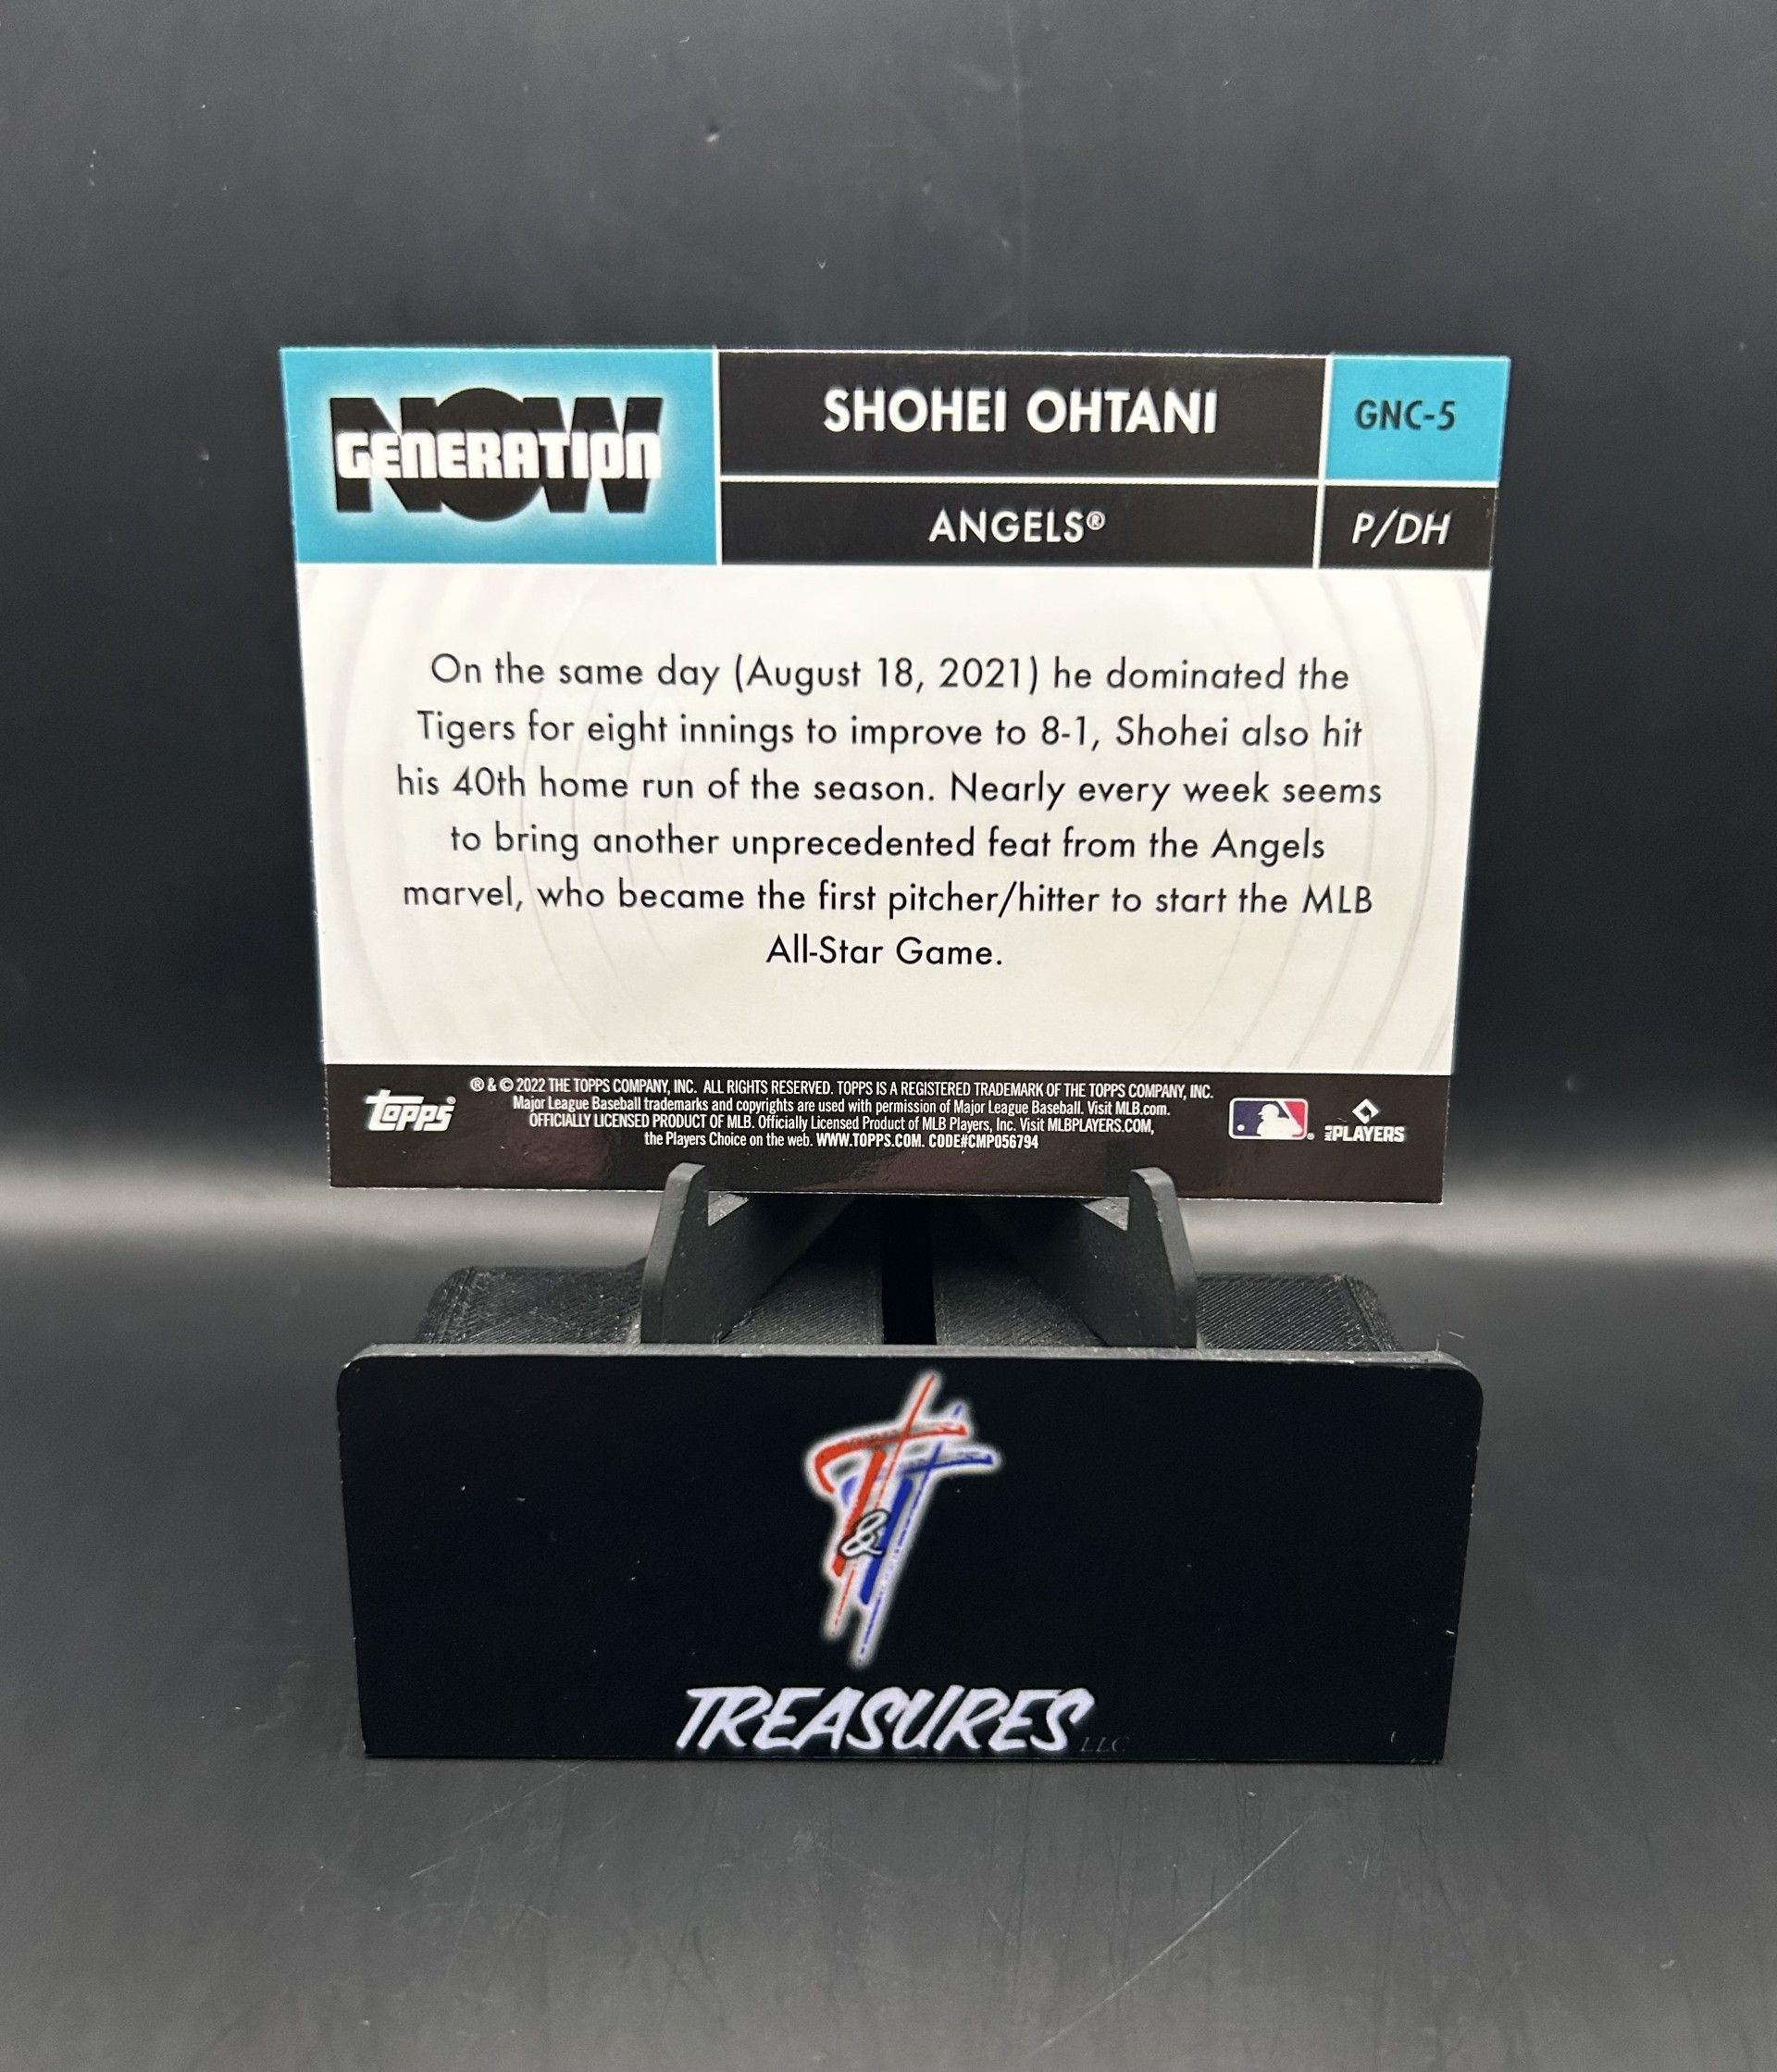 GENERATION
NOW
SHOHEI OHTANI
GNC-5
ANGELS®
P/DH
On the same day (August 18, 2021) he dominated the
Tigers for eight innings to improve to 8-1, Shohei also hit
his 40th home run of the season. Nearly every week seems
to bring another unprecedented feat from the Angels
marvel, who became the first pitcher/hitter to start the MLB
All-Star Game.
topps
® & © 2022 THE TOPPS COMPANY, INC. ALL RIGHTS RESERVED. TOPPS IS A REGISTERED TRADEMARK OF THE TOPPS COMPANY, INC.
Major League Baseball trademarks and copyrights are used with permission of Major League Baseball. Visit MLB.com.
OFFICIALLY LICENSED PRODUCT OF MLB. Officially Licensed Product of MLB Players, Inc. Visit MLBPLAYERS.COM,
the Players Choice on the web. WWW.TOPPS.COM. CODE#CMP056794
MLB PLAYERS
T&T
TREASURES LLC